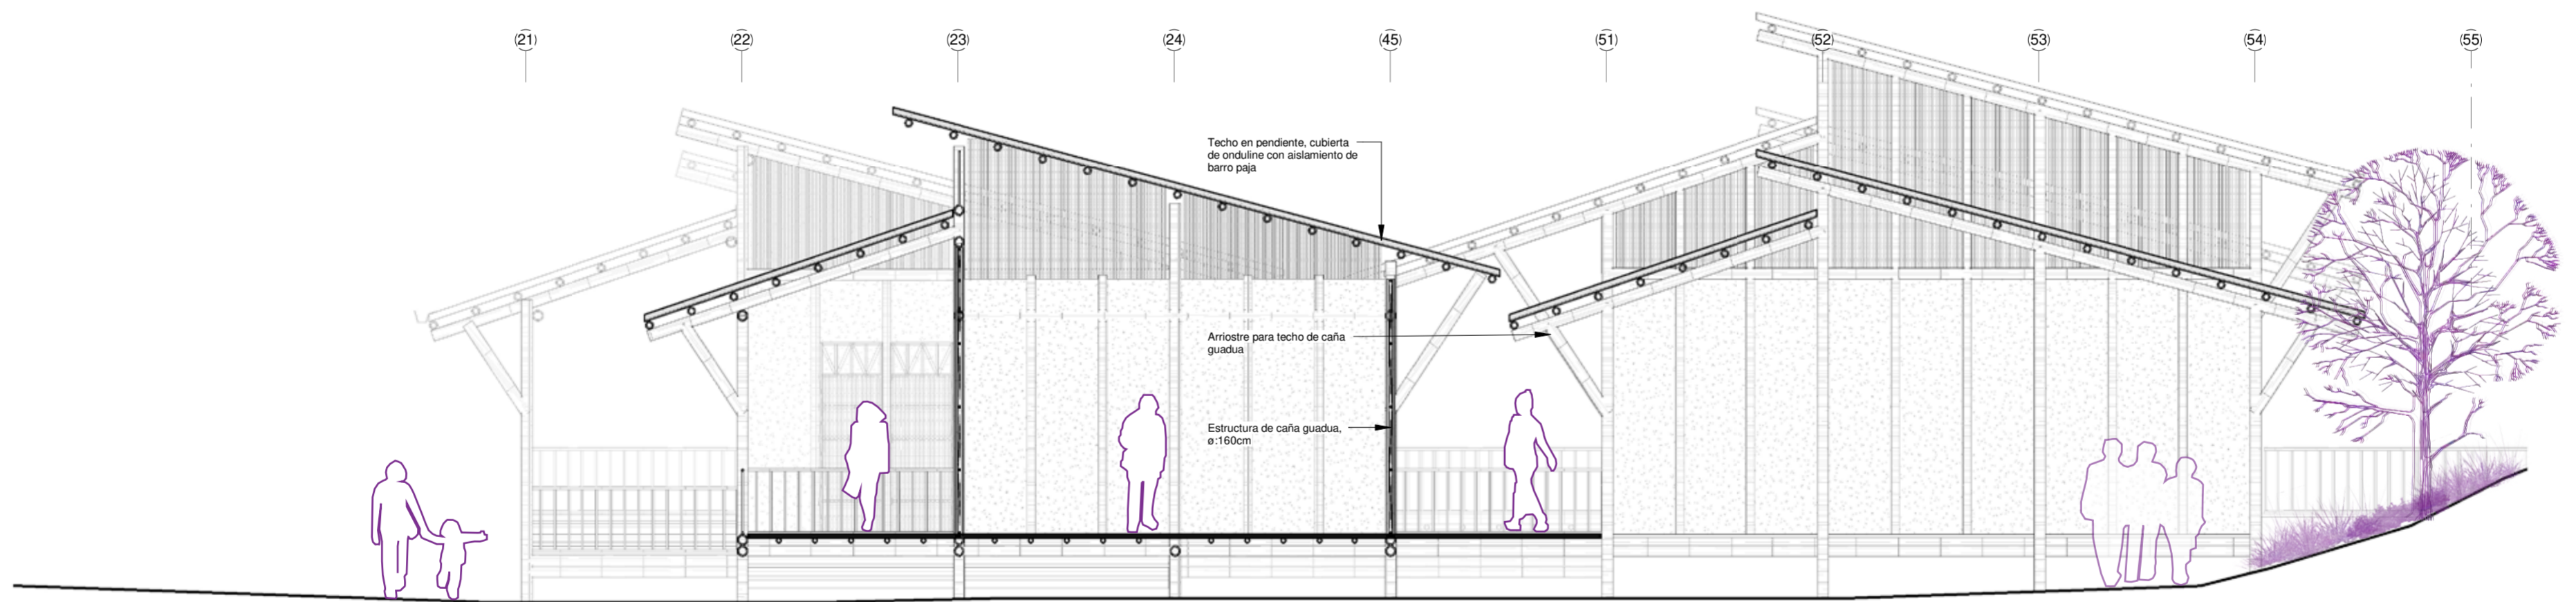 (21)
(22)
(23)
(24)
(45)
(51)
(52)
(53)
(54)
(55)
Techo en pendiente, cubierta
de onduline con aislamiento de
barro paja
Arriostre para techo de caña
guadua
Estructura de caña guadua,
ø:160cm